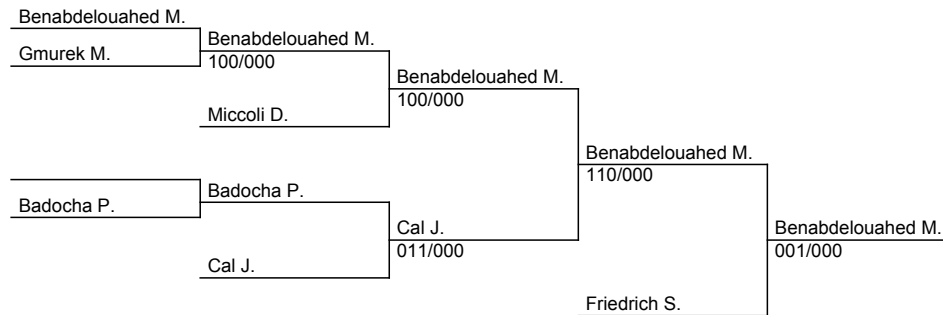 Benabdelouahed M.
Gmurek M.
Benabdelouahed M.
100/000
Miccoli D.
Benabdelouahed M.
100/000
Badocha P.
Badocha P.
Cal J.
Cal J.
011/000
Benabdelouahed M.
110/000
Friedrich S.
Benabdelouahed M.
001/000